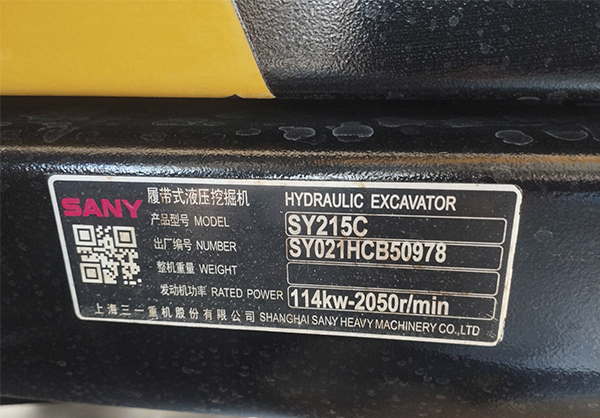 SANY 履带式液压挖掘机 HYDRAULIC EXCAVATOR
产品型号 MODEL SY215C
出厂编号 NUMBER SY021HCB50978
整机重量 WEIGHT
发动机功率 RATED POWER 114kw-2050r/min
上海三一重机股份有限公司 SHANGHAI SANY HEAVY MACHINERY CO.,LTD